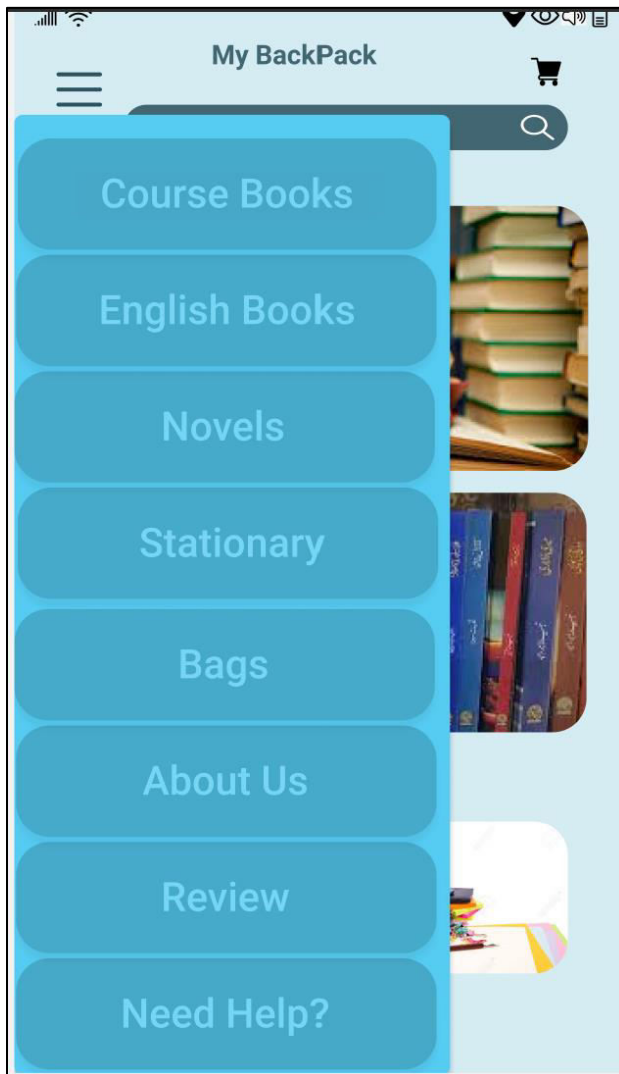 My BackPack
Course Books
English Books
Novels
Stationary
Bags
About Us
Review
Need Help?